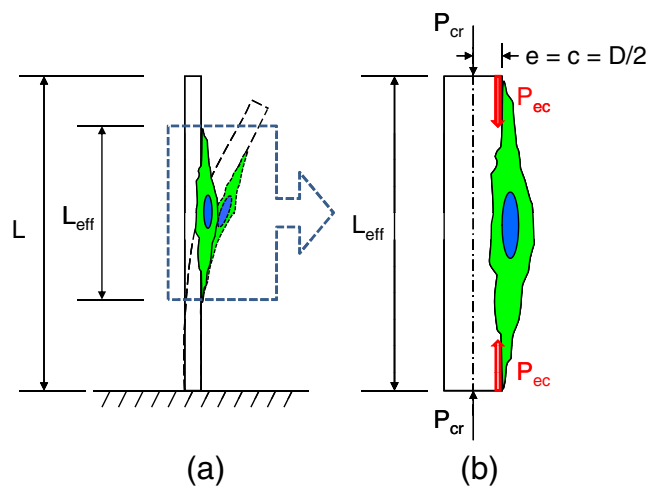 P_cr
e = c = D/2
P_ec
L
L_eff
L_eff
P_ec
P_cr
(a)
(b)